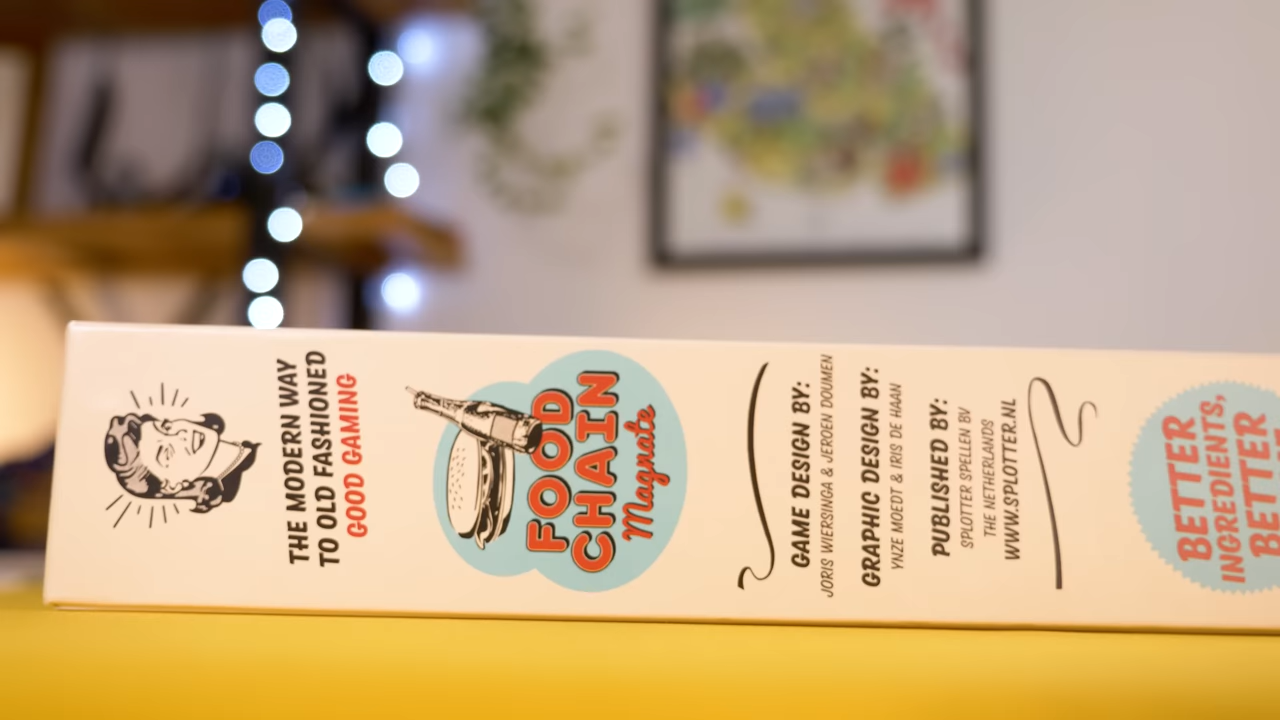 THE MODERN WAY
TO OLD FASHIONED
GOOD GAMING
FOOD
CHAIN
Magnate
GAME DESIGN BY:
JORIS WIERSINGA & JEROEN DOUMEN
GRAPHIC DESIGN BY:
YNZE MOEDT & IRIS DE HAAN
PUBLISHED BY:
SPLOTTER SPELLEN BV
THE NETHERLANDS
WWW.SPLOTTER.NL
BETTER
INGREDIENTS,
BETTER